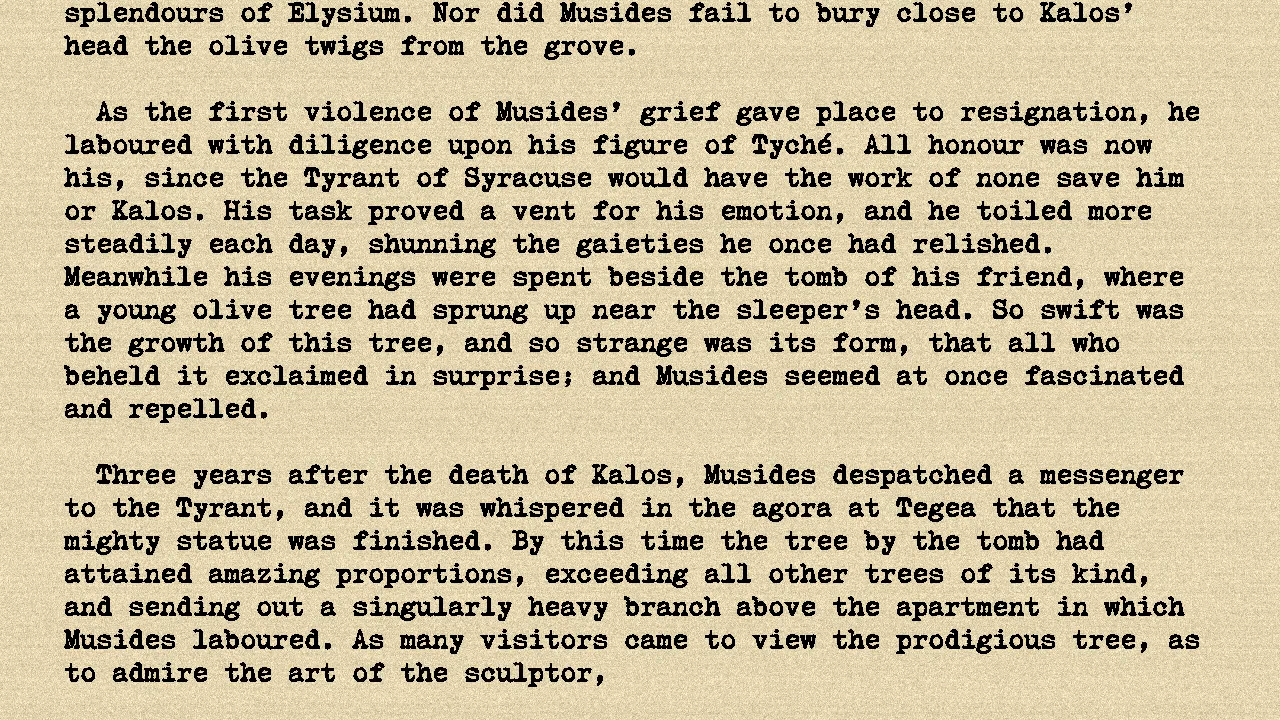 splendours of Elysium. Nor did Musides fail to bury close to Kalos’
head the olive twigs from the grove.
As the first violence of Musides’ grief gave place to resignation, he
laboured with diligence upon his figure of Tyché. All honour was now
his, since the Tyrant of Syracuse would have the work of none save him
or Kalos. His task proved a vent for his emotion, and he toiled more
steadily each day, shunning the gaieties he once had relished.
Meanwhile his evenings were spent beside the tomb of his friend, where
a young olive tree had sprung up near the sleeper’s head. So swift was
the growth of this tree, and so strange was its form, that all who
beheld it exclaimed in surprise; and Musides seemed at once fascinated
and repelled.
Three years after the death of Kalos, Musides despatched a messenger
to the Tyrant, and it was whispered in the agora at Tegea that the
mighty statue was finished. By this time the tree by the tomb had
attained amazing proportions, exceeding all other trees of its kind,
and sending out a singularly heavy branch above the apartment in which
Musides laboured. As many visitors came to view the prodigious tree, as
to admire the art of the sculptor,